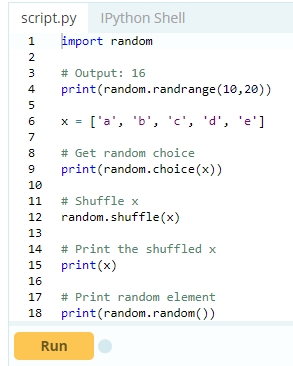 script.py IPython Shell
1 import random
2
3 # Output: 16
4 print(random.randrange(10,20))
5
6 x = ['a', 'b', 'c', 'd', 'e']
7
8 # Get random choice
9 print(random.choice(x))
10
11 # Shuffle x
12 random.shuffle(x)
13
14 # Print the shuffled x
15 print(x)
16
17 # Print random element
18 print(random.random())
Run